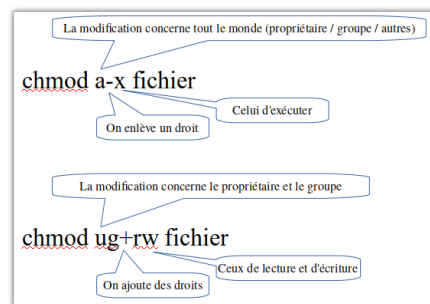 La modification concerne tout le monde (propriétaire / groupe / autres)
chmod a-x fichier
Celui d'exécuter
On enlève un droit
La modification concerne le propriétaire et le groupe
chmod ug+rw fichier
Ceux de lecture et d'écriture
On ajoute des droits